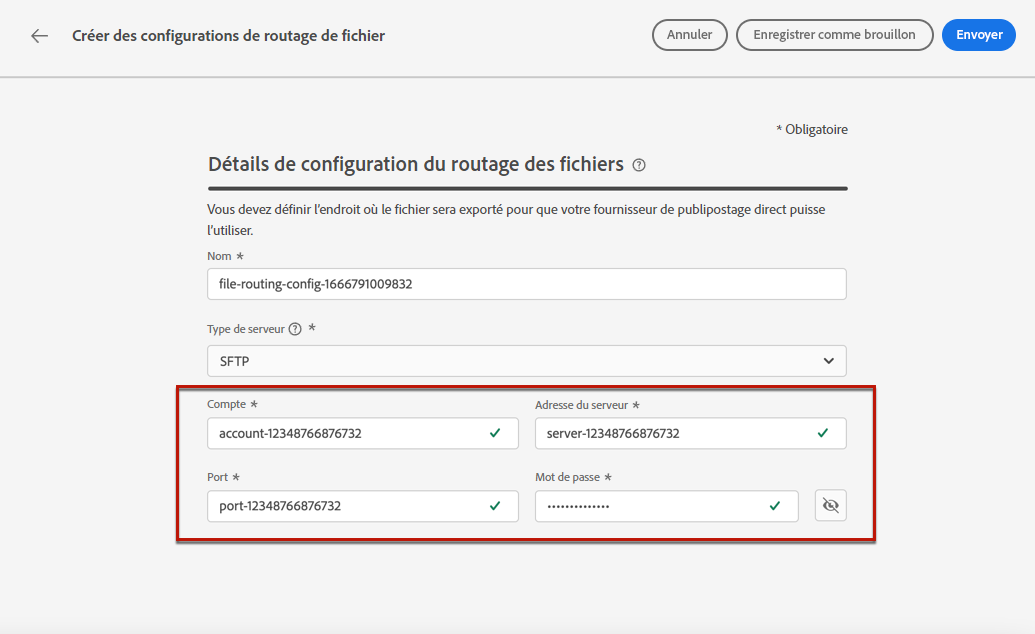 Créer des configurations de routage de fichier
Annuler
Enregistrer comme brouillon
Envoyer
* Obligatoire
Détails de configuration du routage des fichiers
Vous devez définir l'endroit où le fichier sera exporté pour que votre fournisseur de publipostage direct puisse
l'utiliser.
Nom *
file-routing-config-1666791009832
Type de serveur ? *
SFTP
Compte *
Adresse du serveur *
account-12348766876732
server-12348766876732
Port *
Mot de passe *
port-12348766876732
••••••••••••••